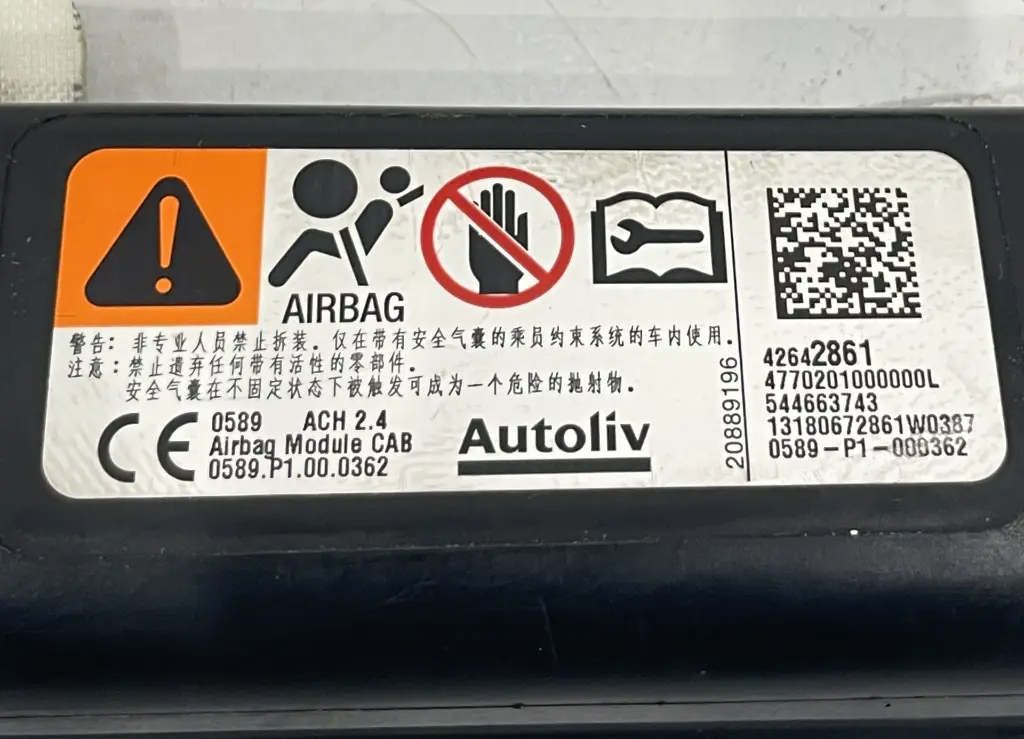 AIRBAG
警告：非专业人员禁止拆装。仅在带有安全气囊的乘员约束系统的车内使用。
注意：禁止遗弃任何带有活性的零部件。
安全气囊在不固定状态下被触发可成为一个危险的抛射物。
CE 0589 ACH 2.4
Airbag Module CAB
0589.P1.00.0362
Autoliv
20889196
42642861
4770201000000L
544663743
13180672861W0387
0589-P1-000362